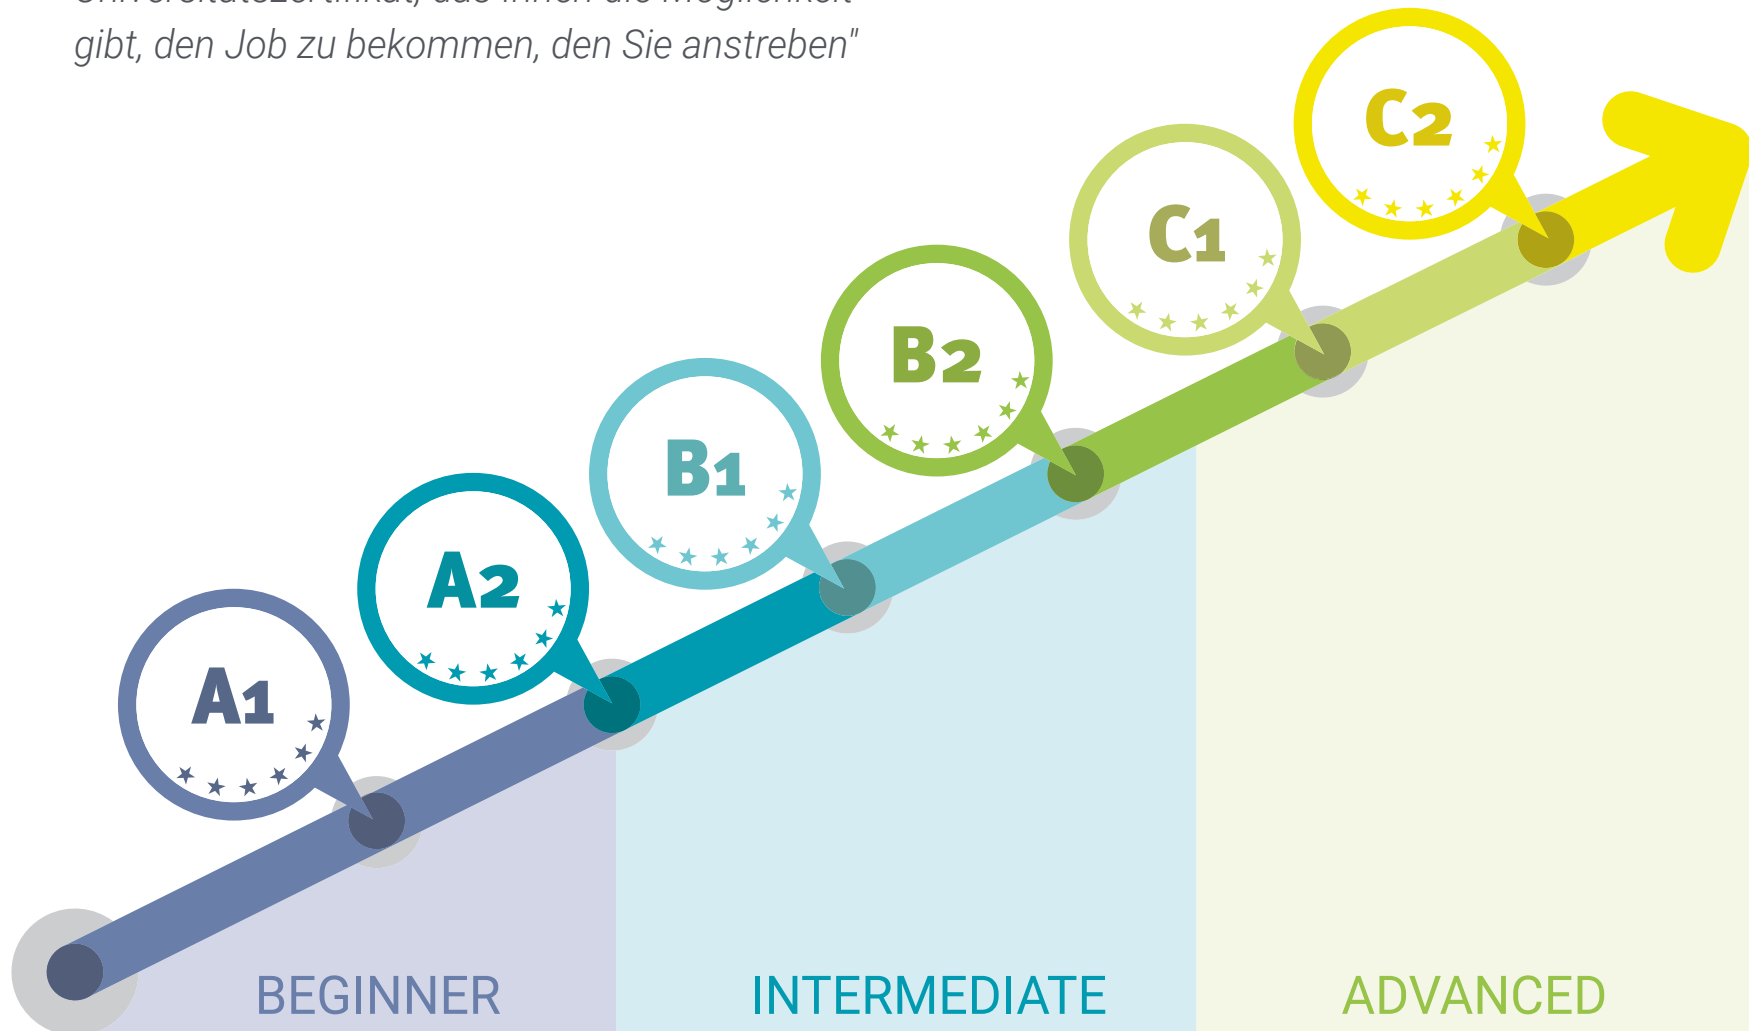 gibt, den Job zu bekommen, den Sie anstreben"
C2
C1
B2
B1
A2
A1
BEGINNER
INTERMEDIATE
ADVANCED